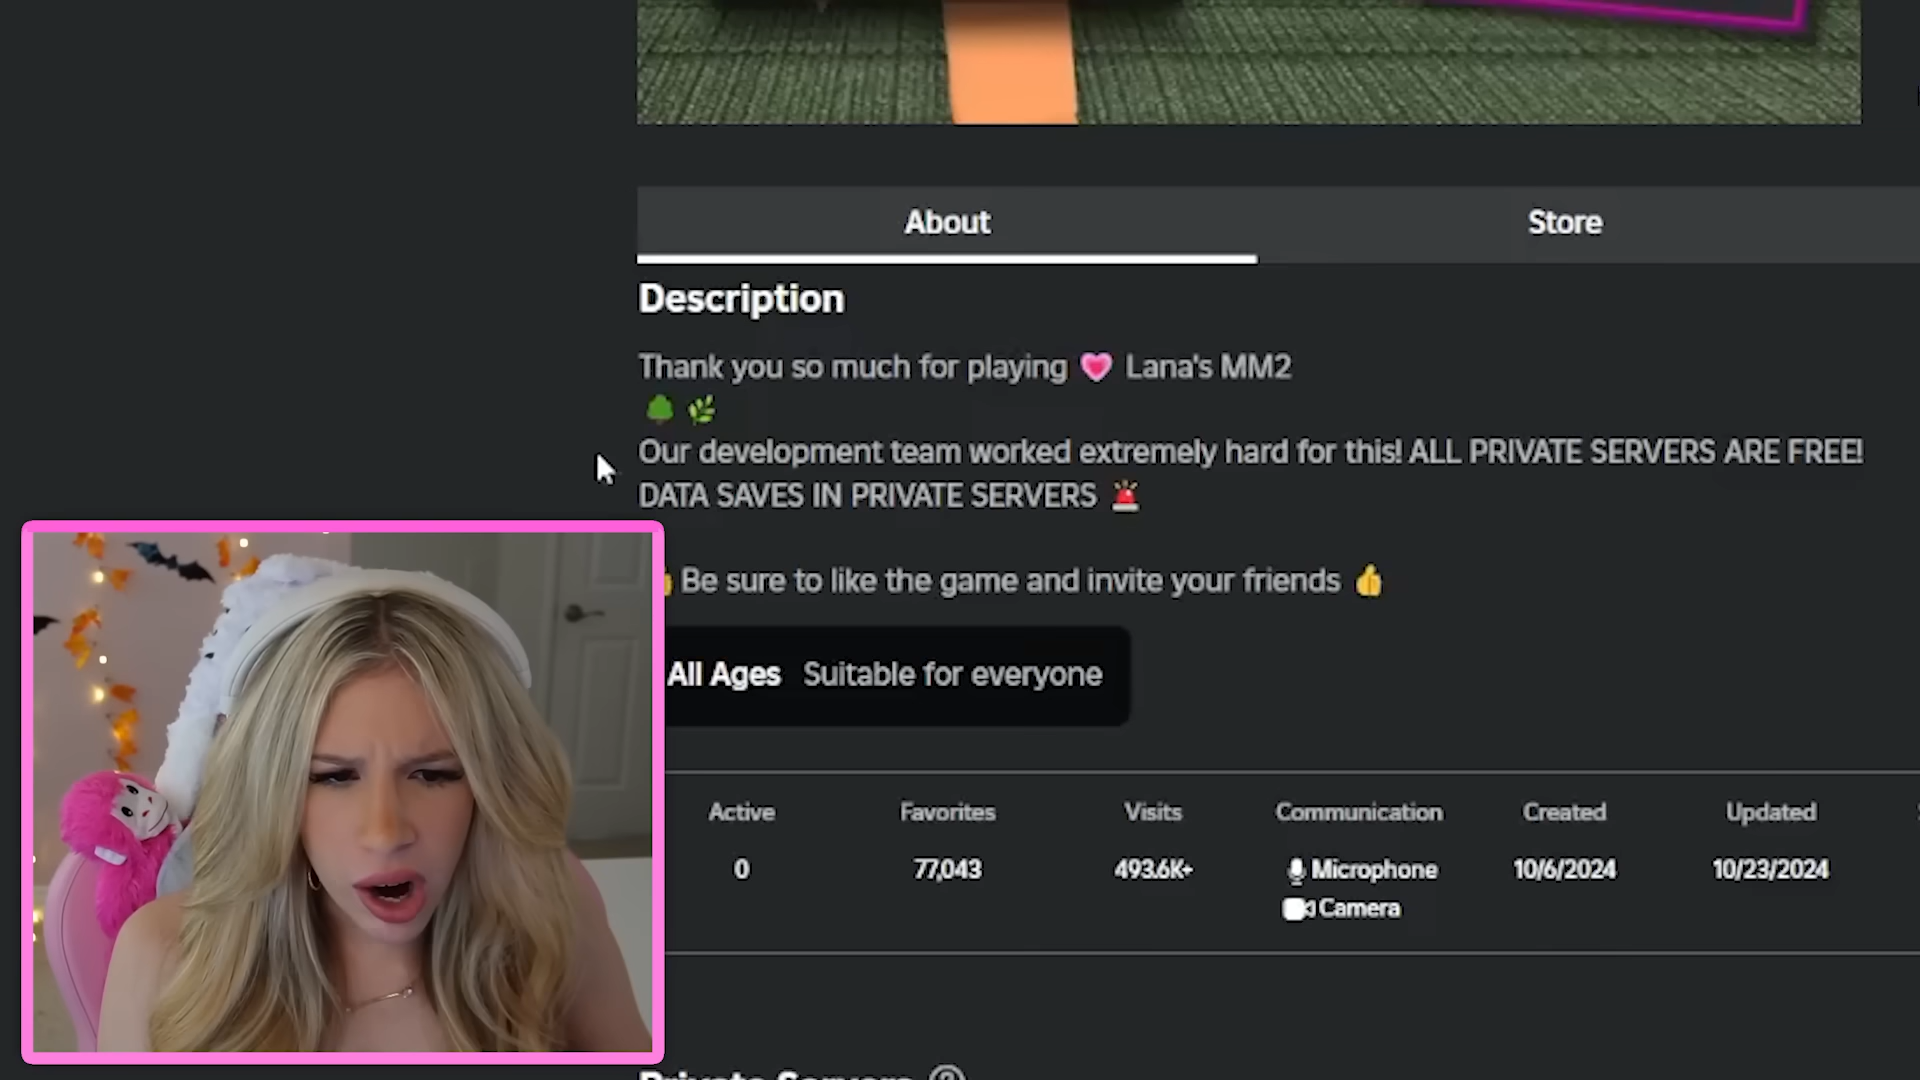 About
Store
Description
Thank you so much for playing 💗 Lana's MM2
🌳 🌿
Our development team worked extremely hard for this! ALL PRIVATE SERVERS ARE FREE!
DATA SAVES IN PRIVATE SERVERS 🚨
Be sure to like the game and invite your friends 👍
All Ages Suitable for everyone
Active Favorites Visits Communication Created Updated
0 77,043 493.6K+ Microphone 10/6/2024 10/23/2024
Camera
Private Servers